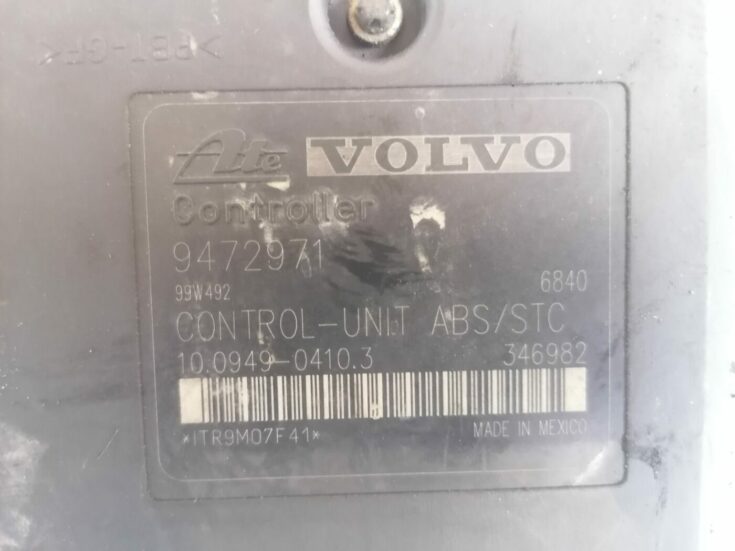 >PBT-GF<
Ate VOLVO
Controller
9472971
99W492 6840
CONTROL-UNIT ABS/STC
10.0949-0410.3 346982
*ITR9M07F41*
MADE IN MEXICO